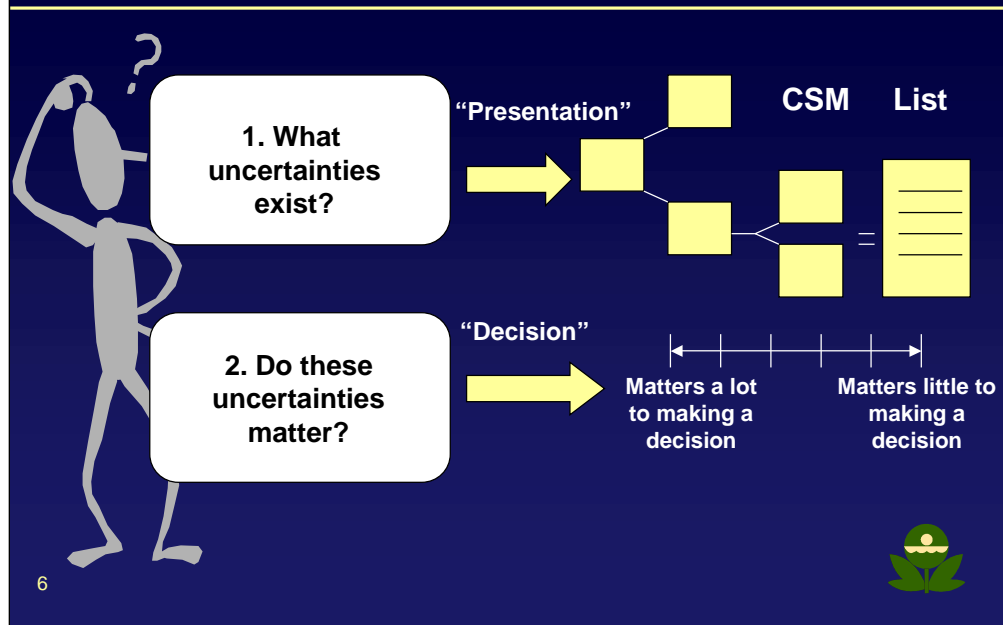 ?
1. What
uncertainties
exist?
“Presentation”
CSM List
2. Do these
uncertainties
matter?
“Decision”
Matters a lot
to making a
decision
Matters little to
making a
decision
6